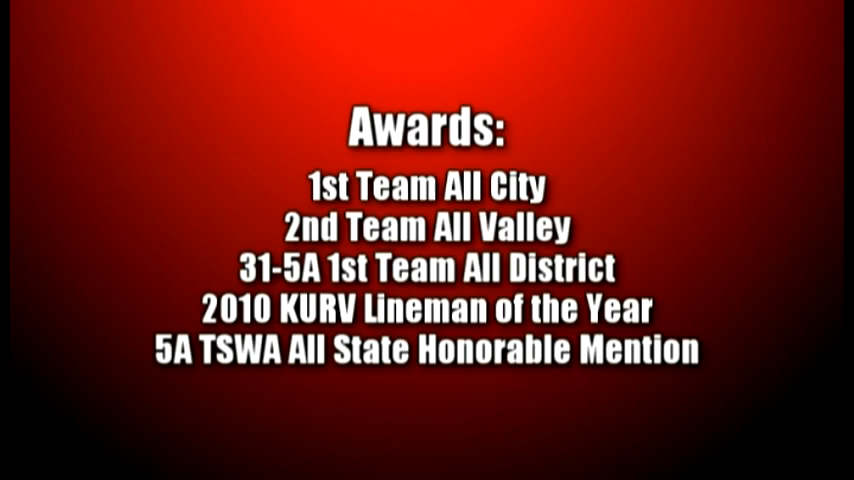 Awards:
1st Team All City
2nd Team All Valley
31-5A 1st Team All District
2010 KURV Lineman of the Year
5A TSWA All State Honorable Mention